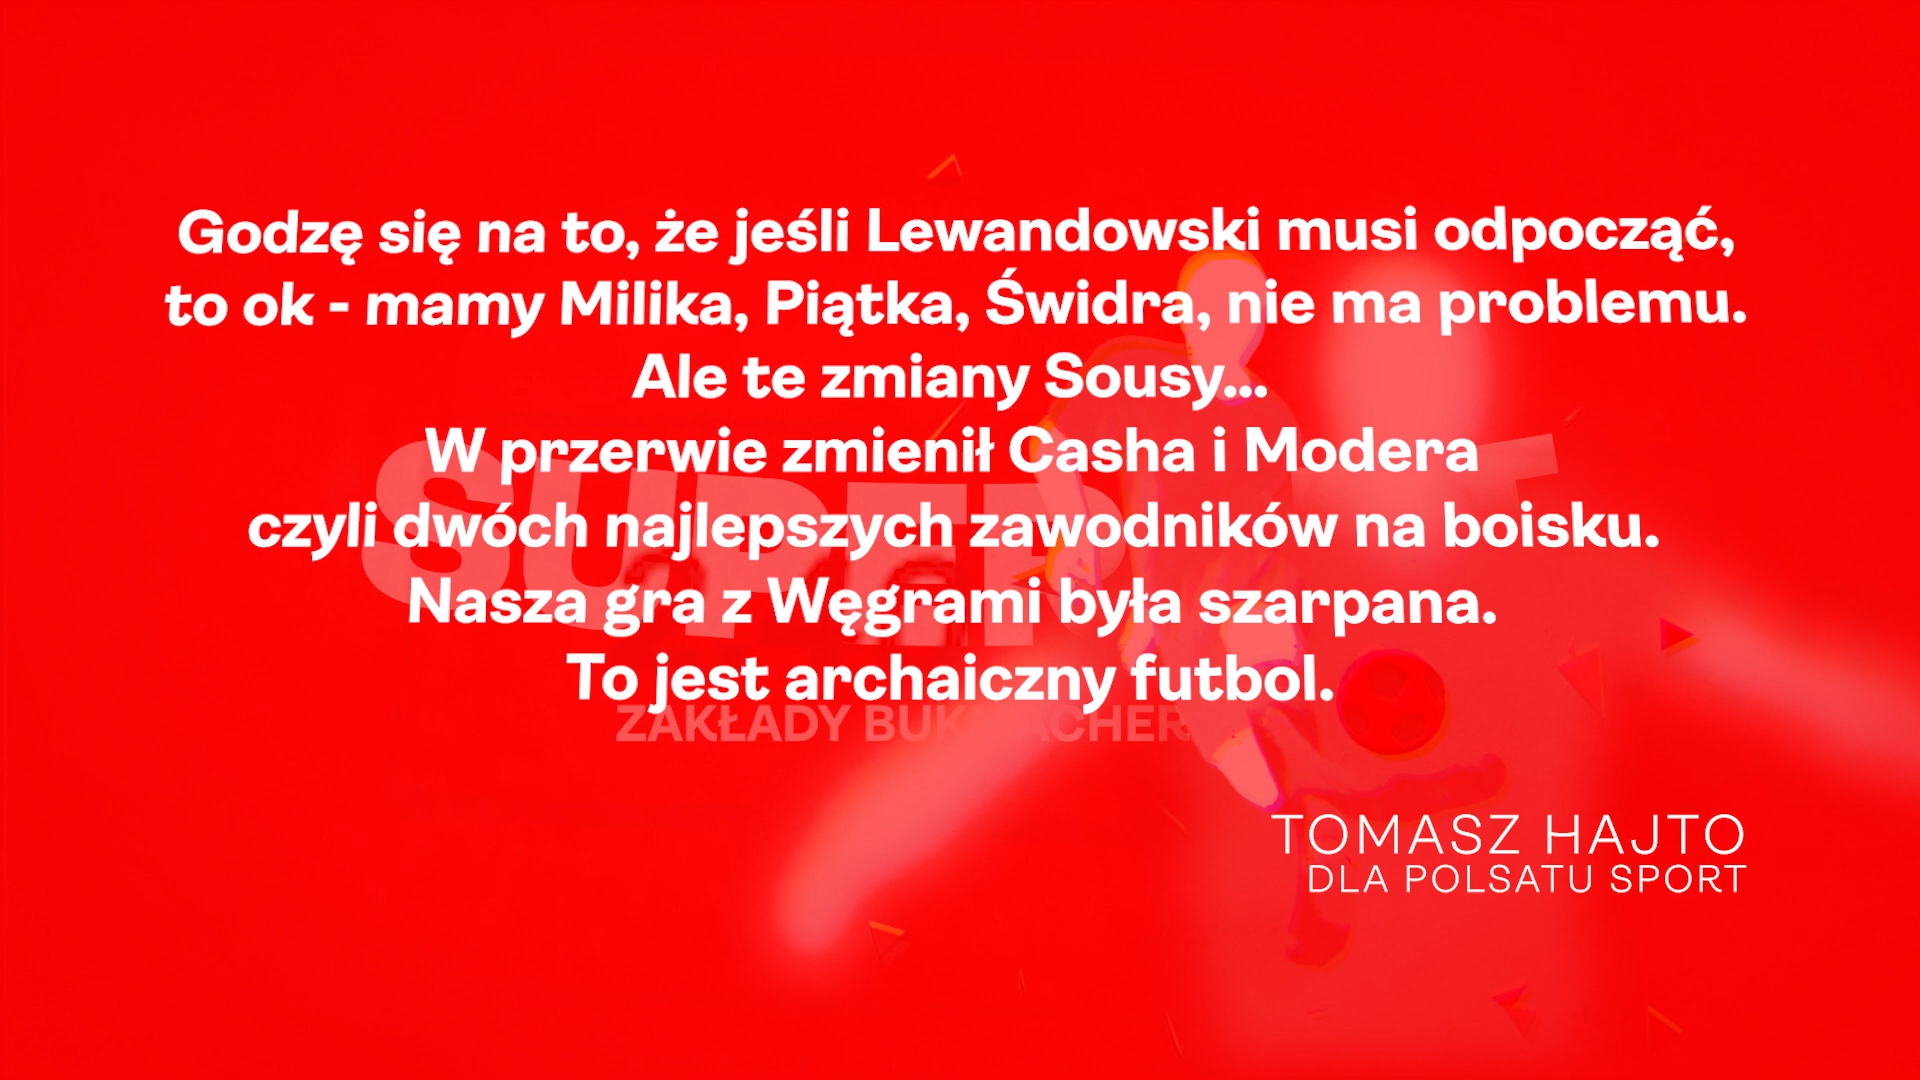 Godzę się na to, że jeśli Lewandowski musi odpocząć,
to ok - mamy Milika, Piątka, Świdra, nie ma problemu.
Ale te zmiany Sousy...
W przerwie zmienił Casha i Modera
czyli dwóch najlepszych zawodników na boisku.
Nasza gra z Węgrami była szarpana.
To jest archaiczny futbol.
SUPER
ZAKŁADY
TOMASZ HAJTO
DLA POLSATU SPORT